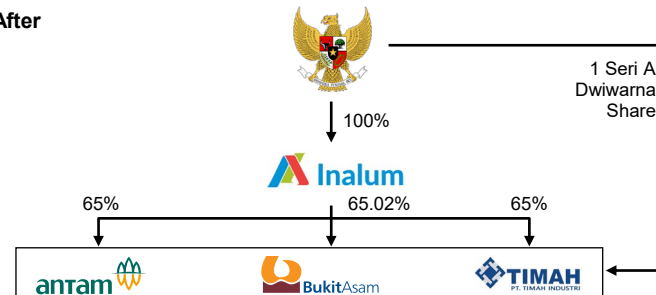 After
1 Seri A
Dwiwarna
Share
100%
Inalum
65%
65.02%
65%
antam
BukitAsam
TIMAH
PT. TIMAH INDUSTRI